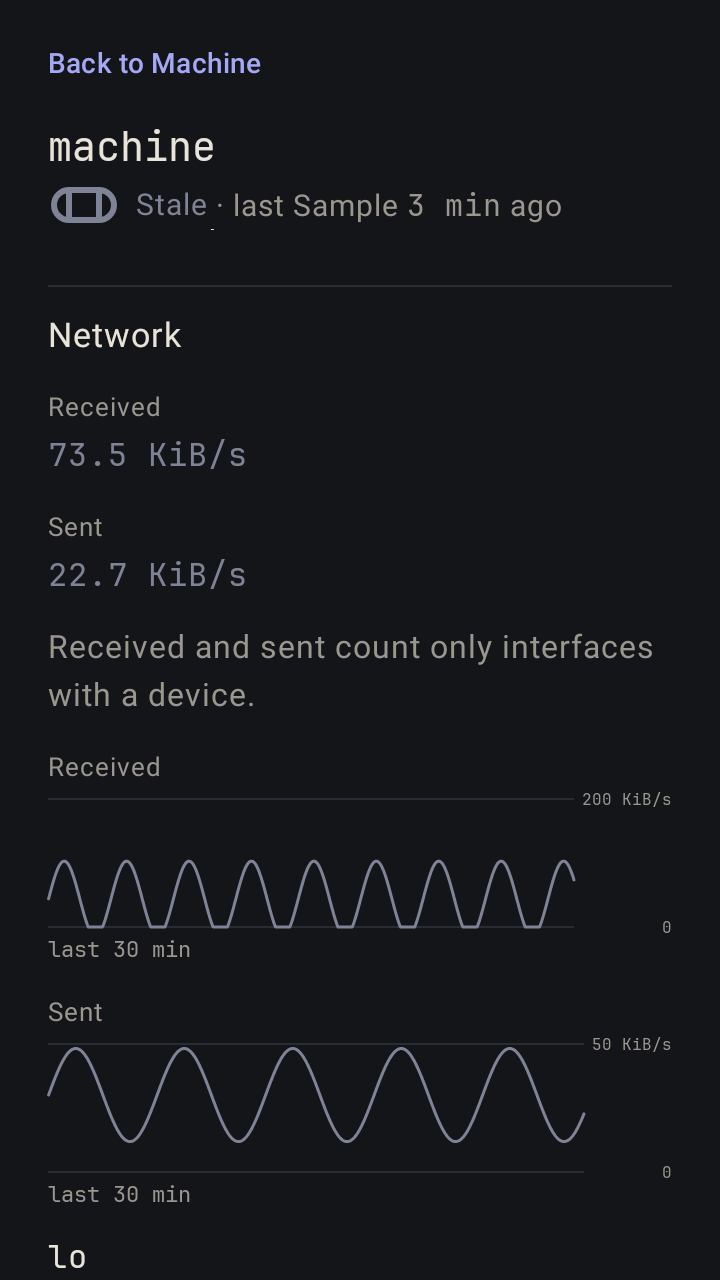 Back to Machine
machine
Stale · last Sample 3 min ago
Network
Received
73.5 KiB/s
Sent
22.7 KiB/s
Received and sent count only interfaces
with a device.
Received
200 KiB/s
0
last 30 min
Sent
50 KiB/s
0
last 30 min
lo